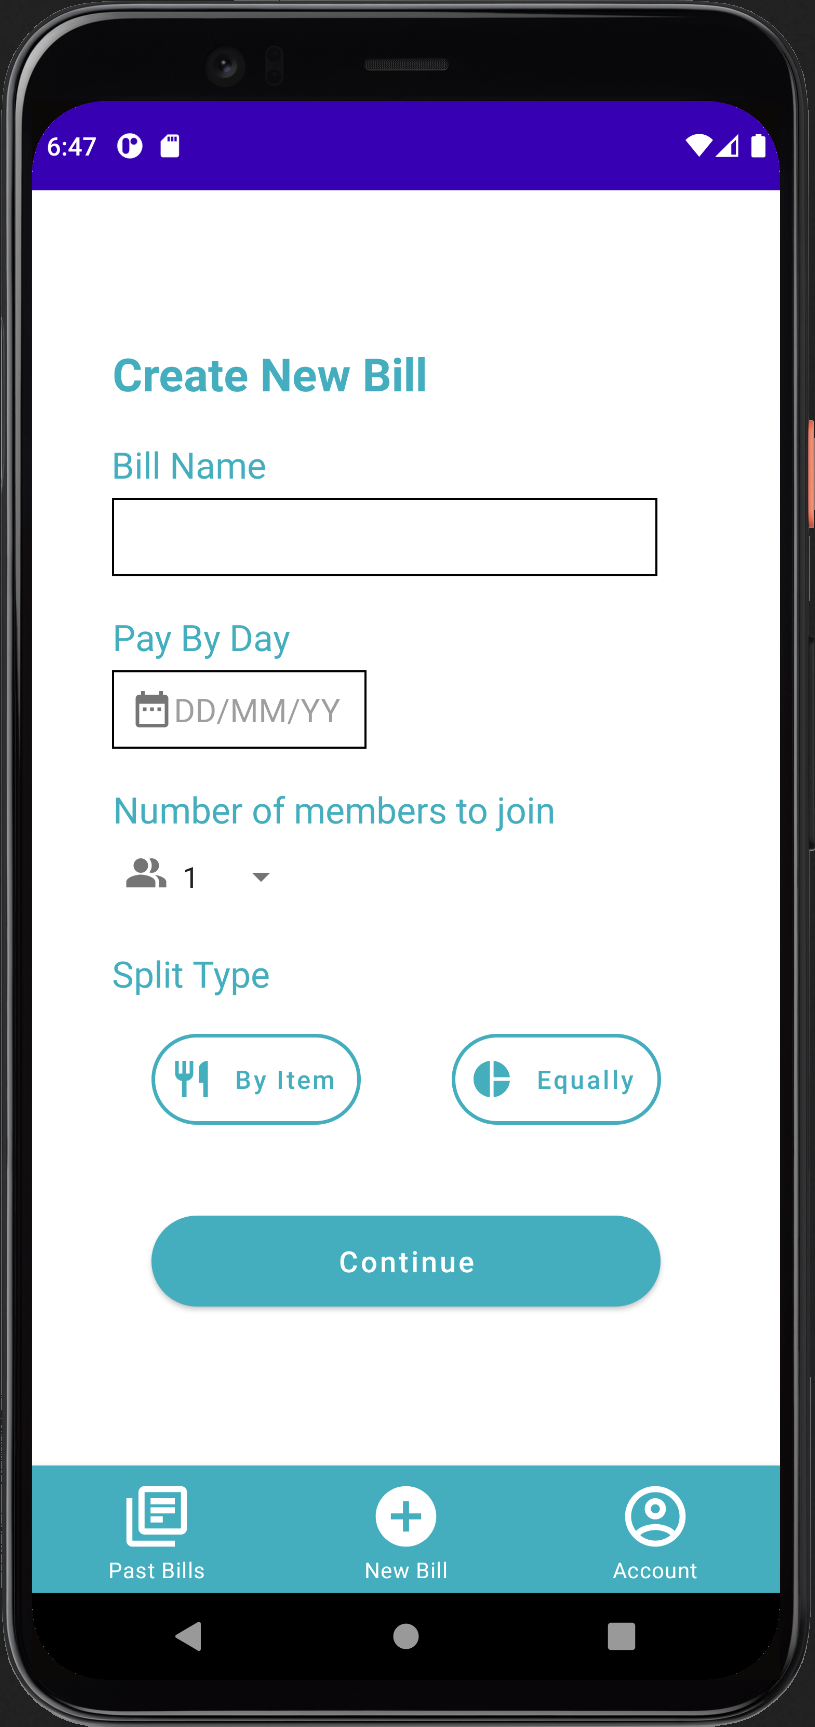 6:47
Create New Bill
Bill Name
Pay By Day
DD/MM/YY
Number of members to join
1
Split Type
By Item Equally
Continue
Past Bills New Bill Account